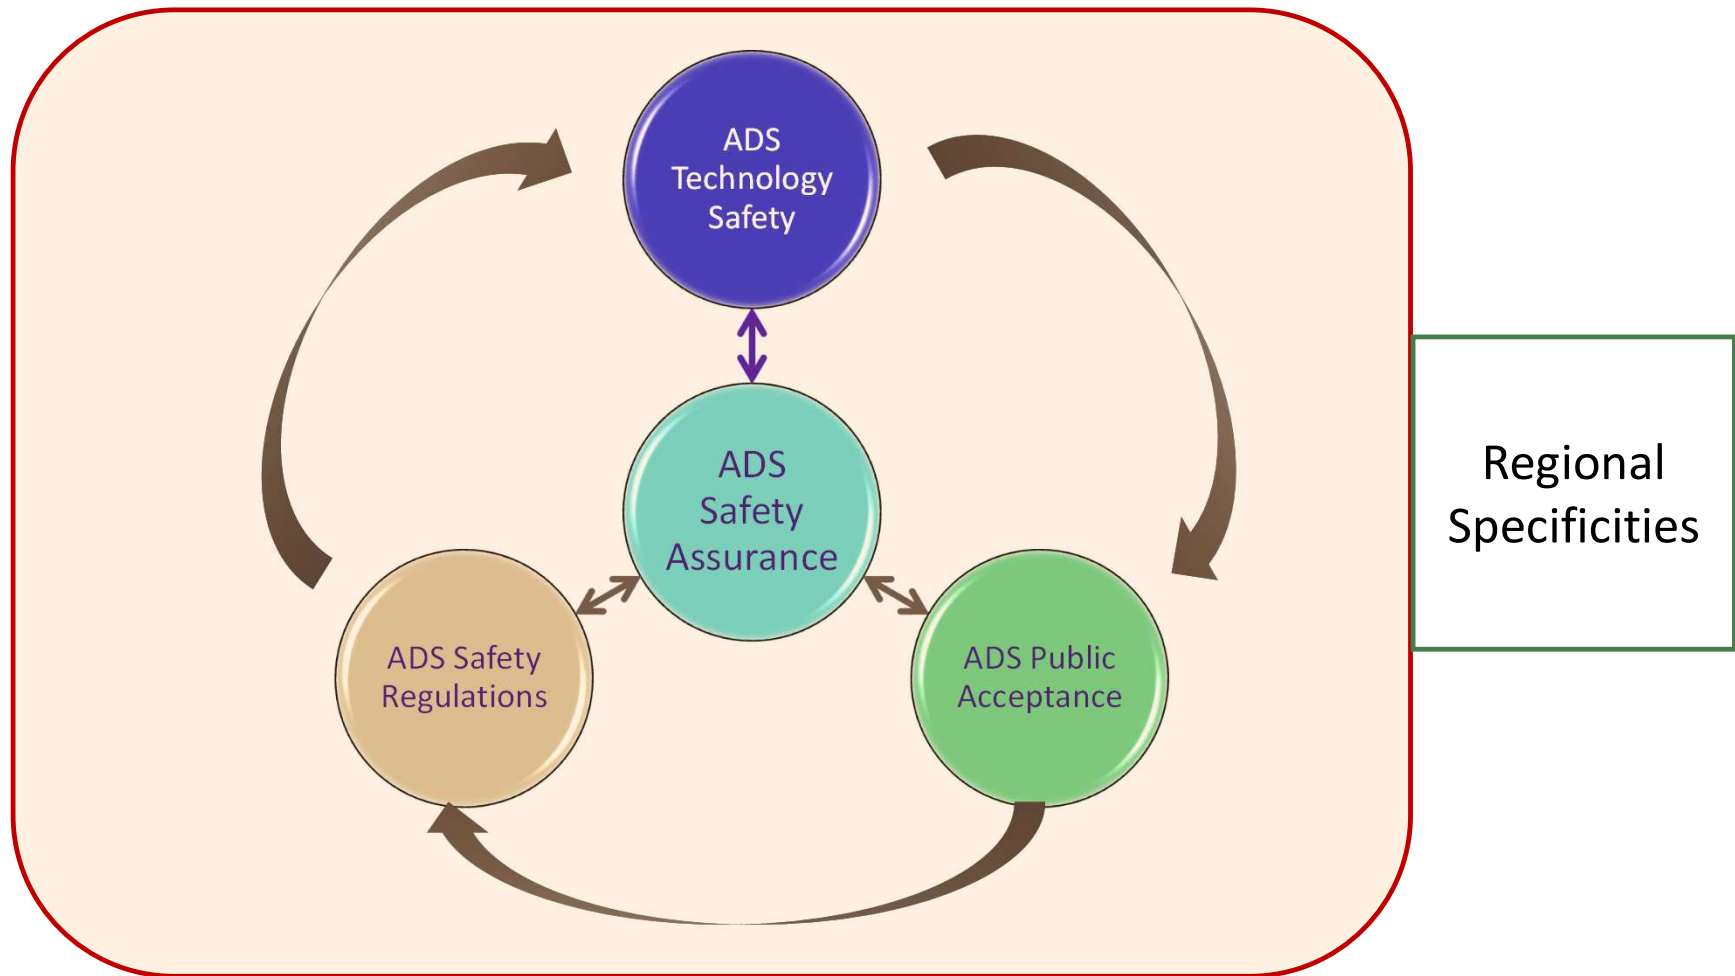 ADS
Technology
Safety
ADS
Safety
Assurance
ADS Safety
Regulations
ADS Public
Acceptance
Regional
Specificities